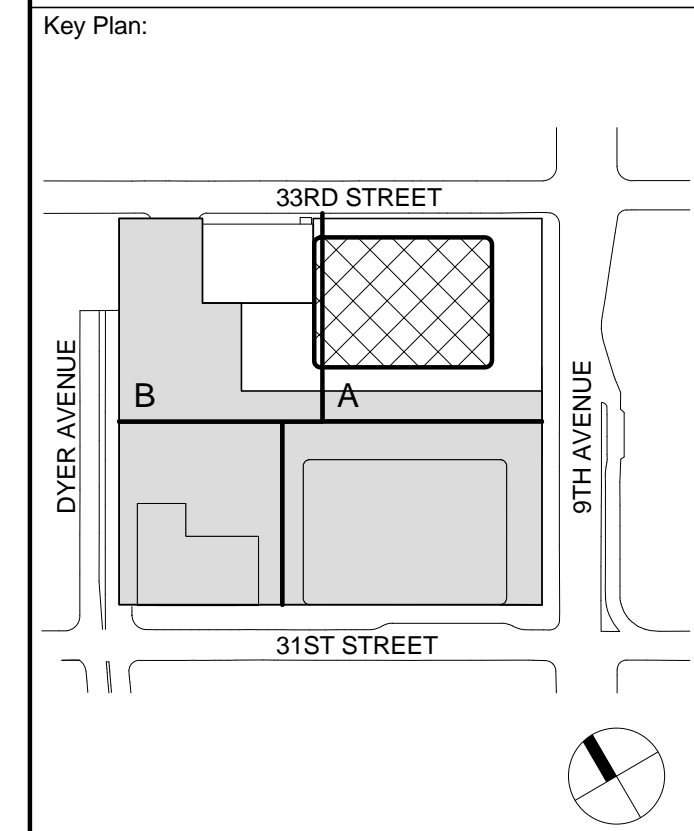 Key Plan:
33RD STREET
DYER AVENUE
B
A
9TH AVENUE
31ST STREET